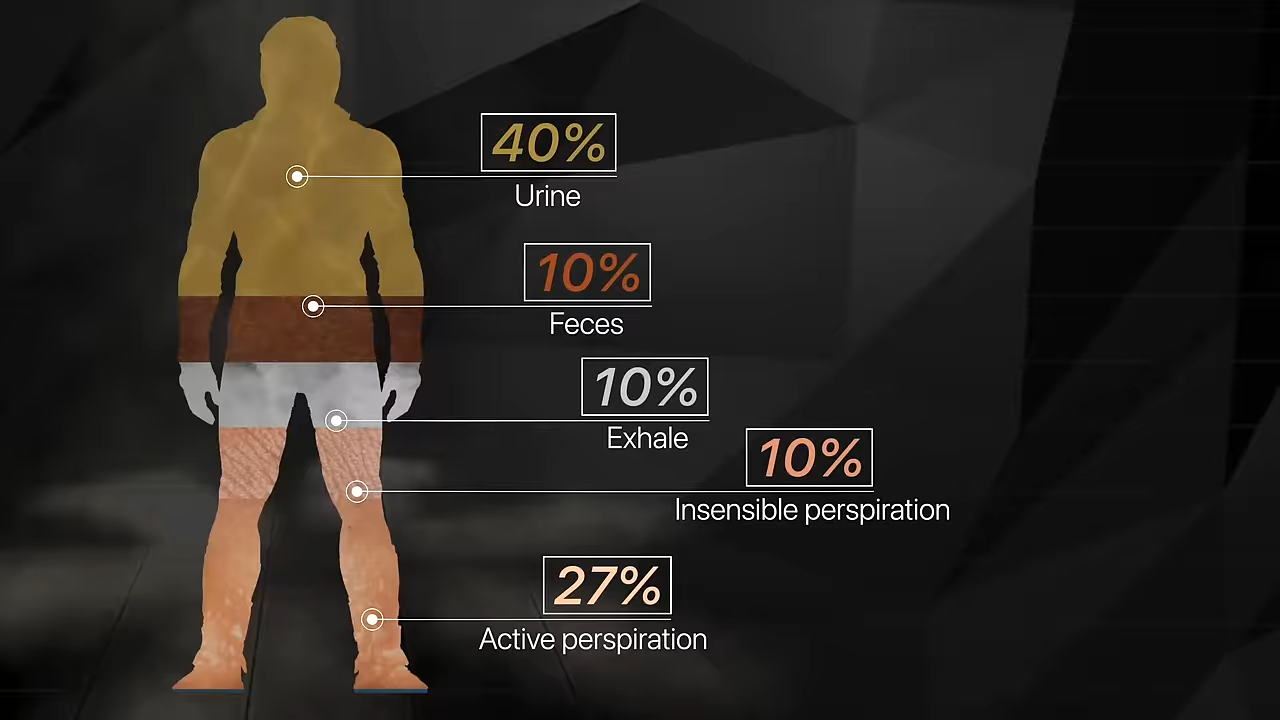 40%
Urine
10%
Feces
10%
Exhale
10%
Insensible perspiration
27%
Active perspiration